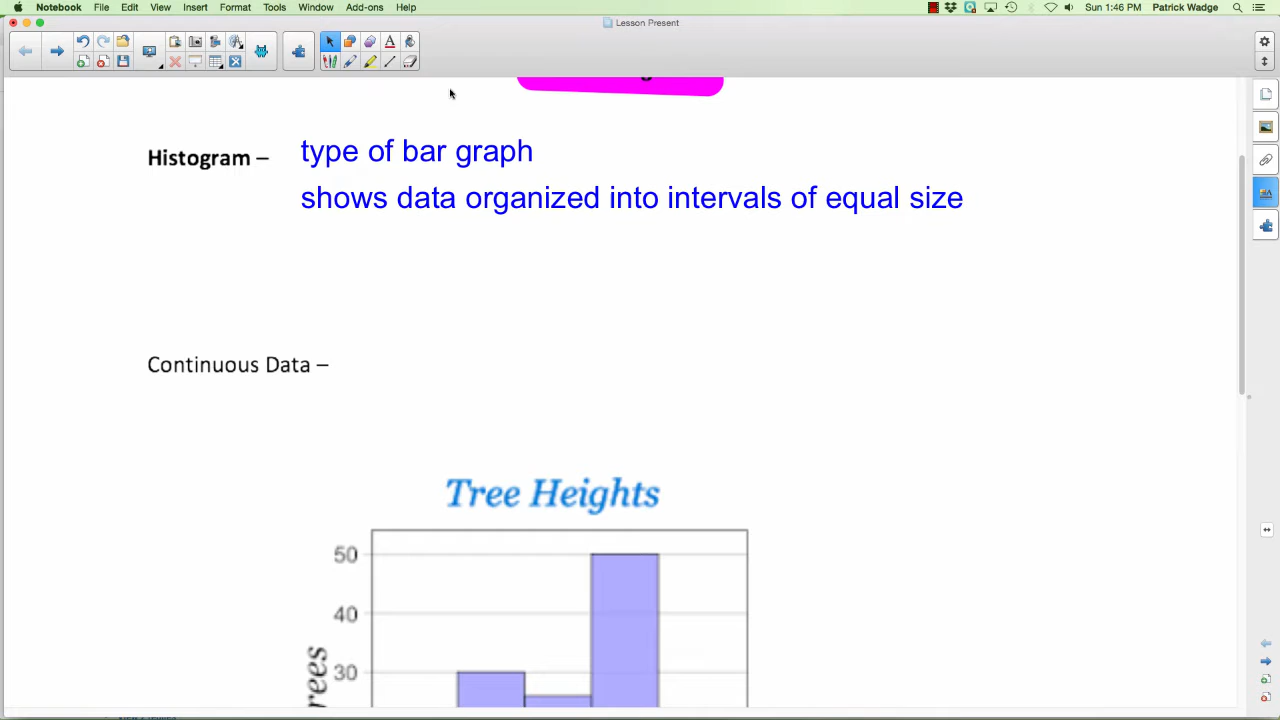 Notebook File Edit View Insert Format Tools Window Add-ons Help Sun 1:46 PM Patrick Wadge
Lesson Present
Histogram – type of bar graph
shows data organized into intervals of equal size
Continuous Data –
Tree Heights
50
40
30